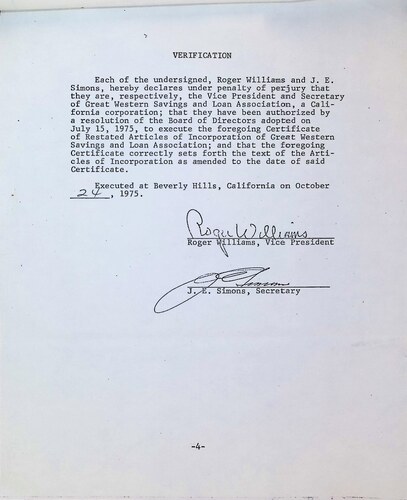 VERIFICATION
Each of the undersigned, Roger Williams and J. E.
Simons, hereby declares under penalty of perjury that
they are, respectively, the Vice President and Secretary
of Great Western Savings and Loan Association, a Cali-
fornia corporation; that they have been authorized by
a resolution of the Board of Directors adopted on
July 15, 1975, to execute the foregoing Certificate
of Restated Articles of Incorporation of Great Western
Savings and Loan Association; and that the foregoing
Certificate correctly sets forth the text of the Arti-
cles of Incorporation as amended to the date of said
Certificate.
Executed at Beverly Hills, California on October
24, 1975.
Roger Williams
Roger Williams, Vice President
J E Simons
J. E. Simons, Secretary
-4-